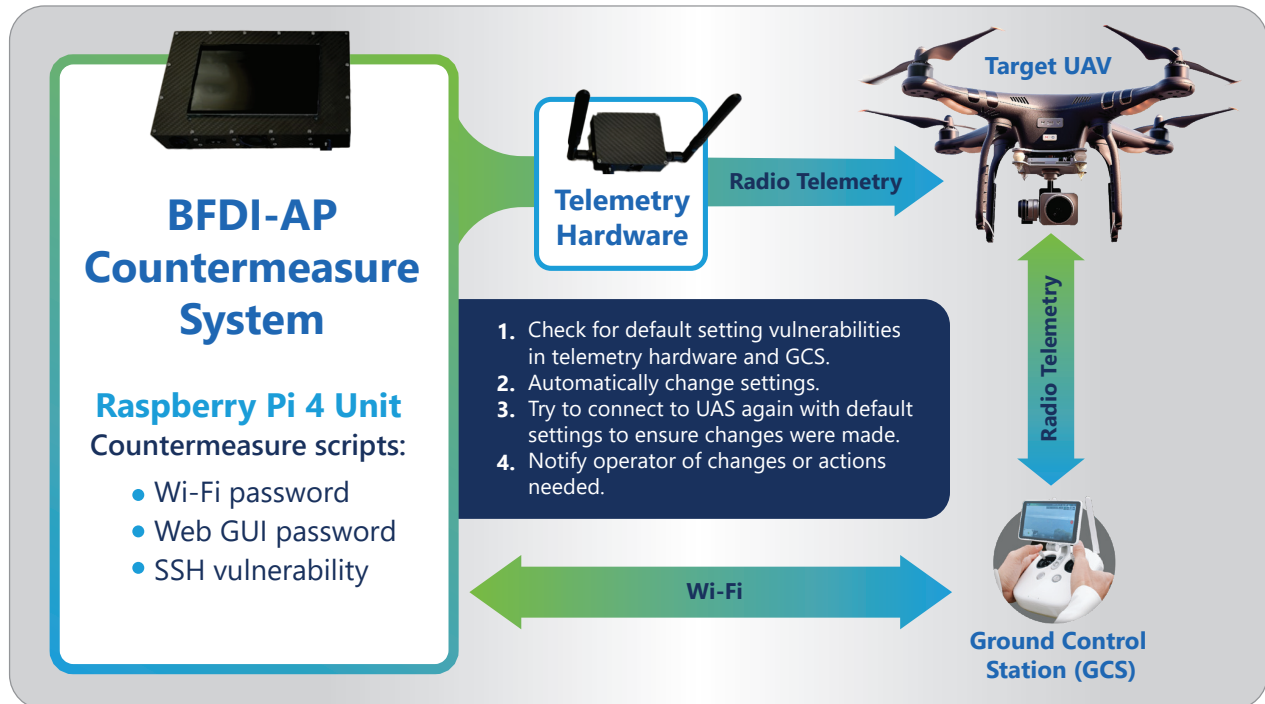 BFDI-AP
Countermeasure
System
Raspberry Pi 4 Unit
Countermeasure scripts:
• Wi-Fi password
• Web GUI password
• SSH vulnerability
Telemetry
Hardware
Radio Telemetry
Target UAV
1. Check for default setting vulnerabilities
in telemetry hardware and GCS.
2. Automatically change settings.
3. Try to connect to UAS again with default
settings to ensure changes were made.
4. Notify operator of changes or actions
needed.
Radio Telemetry
Wi-Fi
Ground Control
Station (GCS)